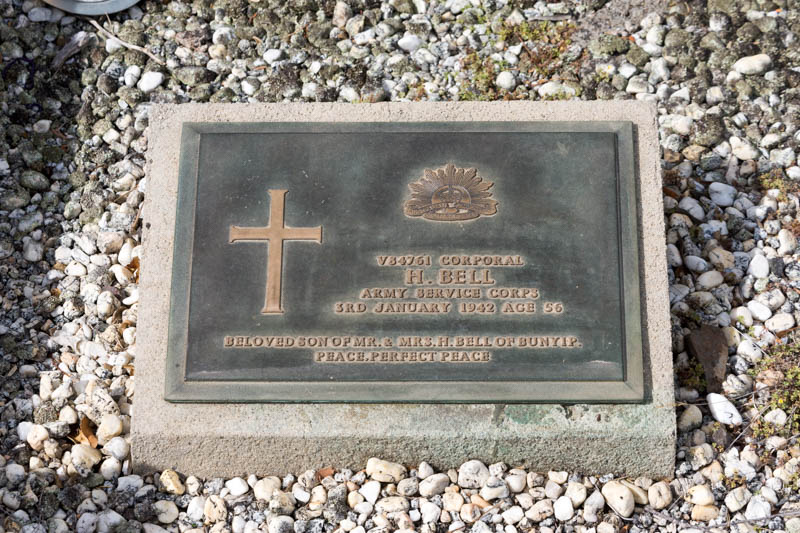 V84761 CORPORAL
H. BELL
ARMY SERVICE CORPS
3RD JANUARY 1942 AGE 56
BELOVED SON OF MR. & MRS. H. BELL OF BUNYIP.
PEACE, PERFECT PEACE